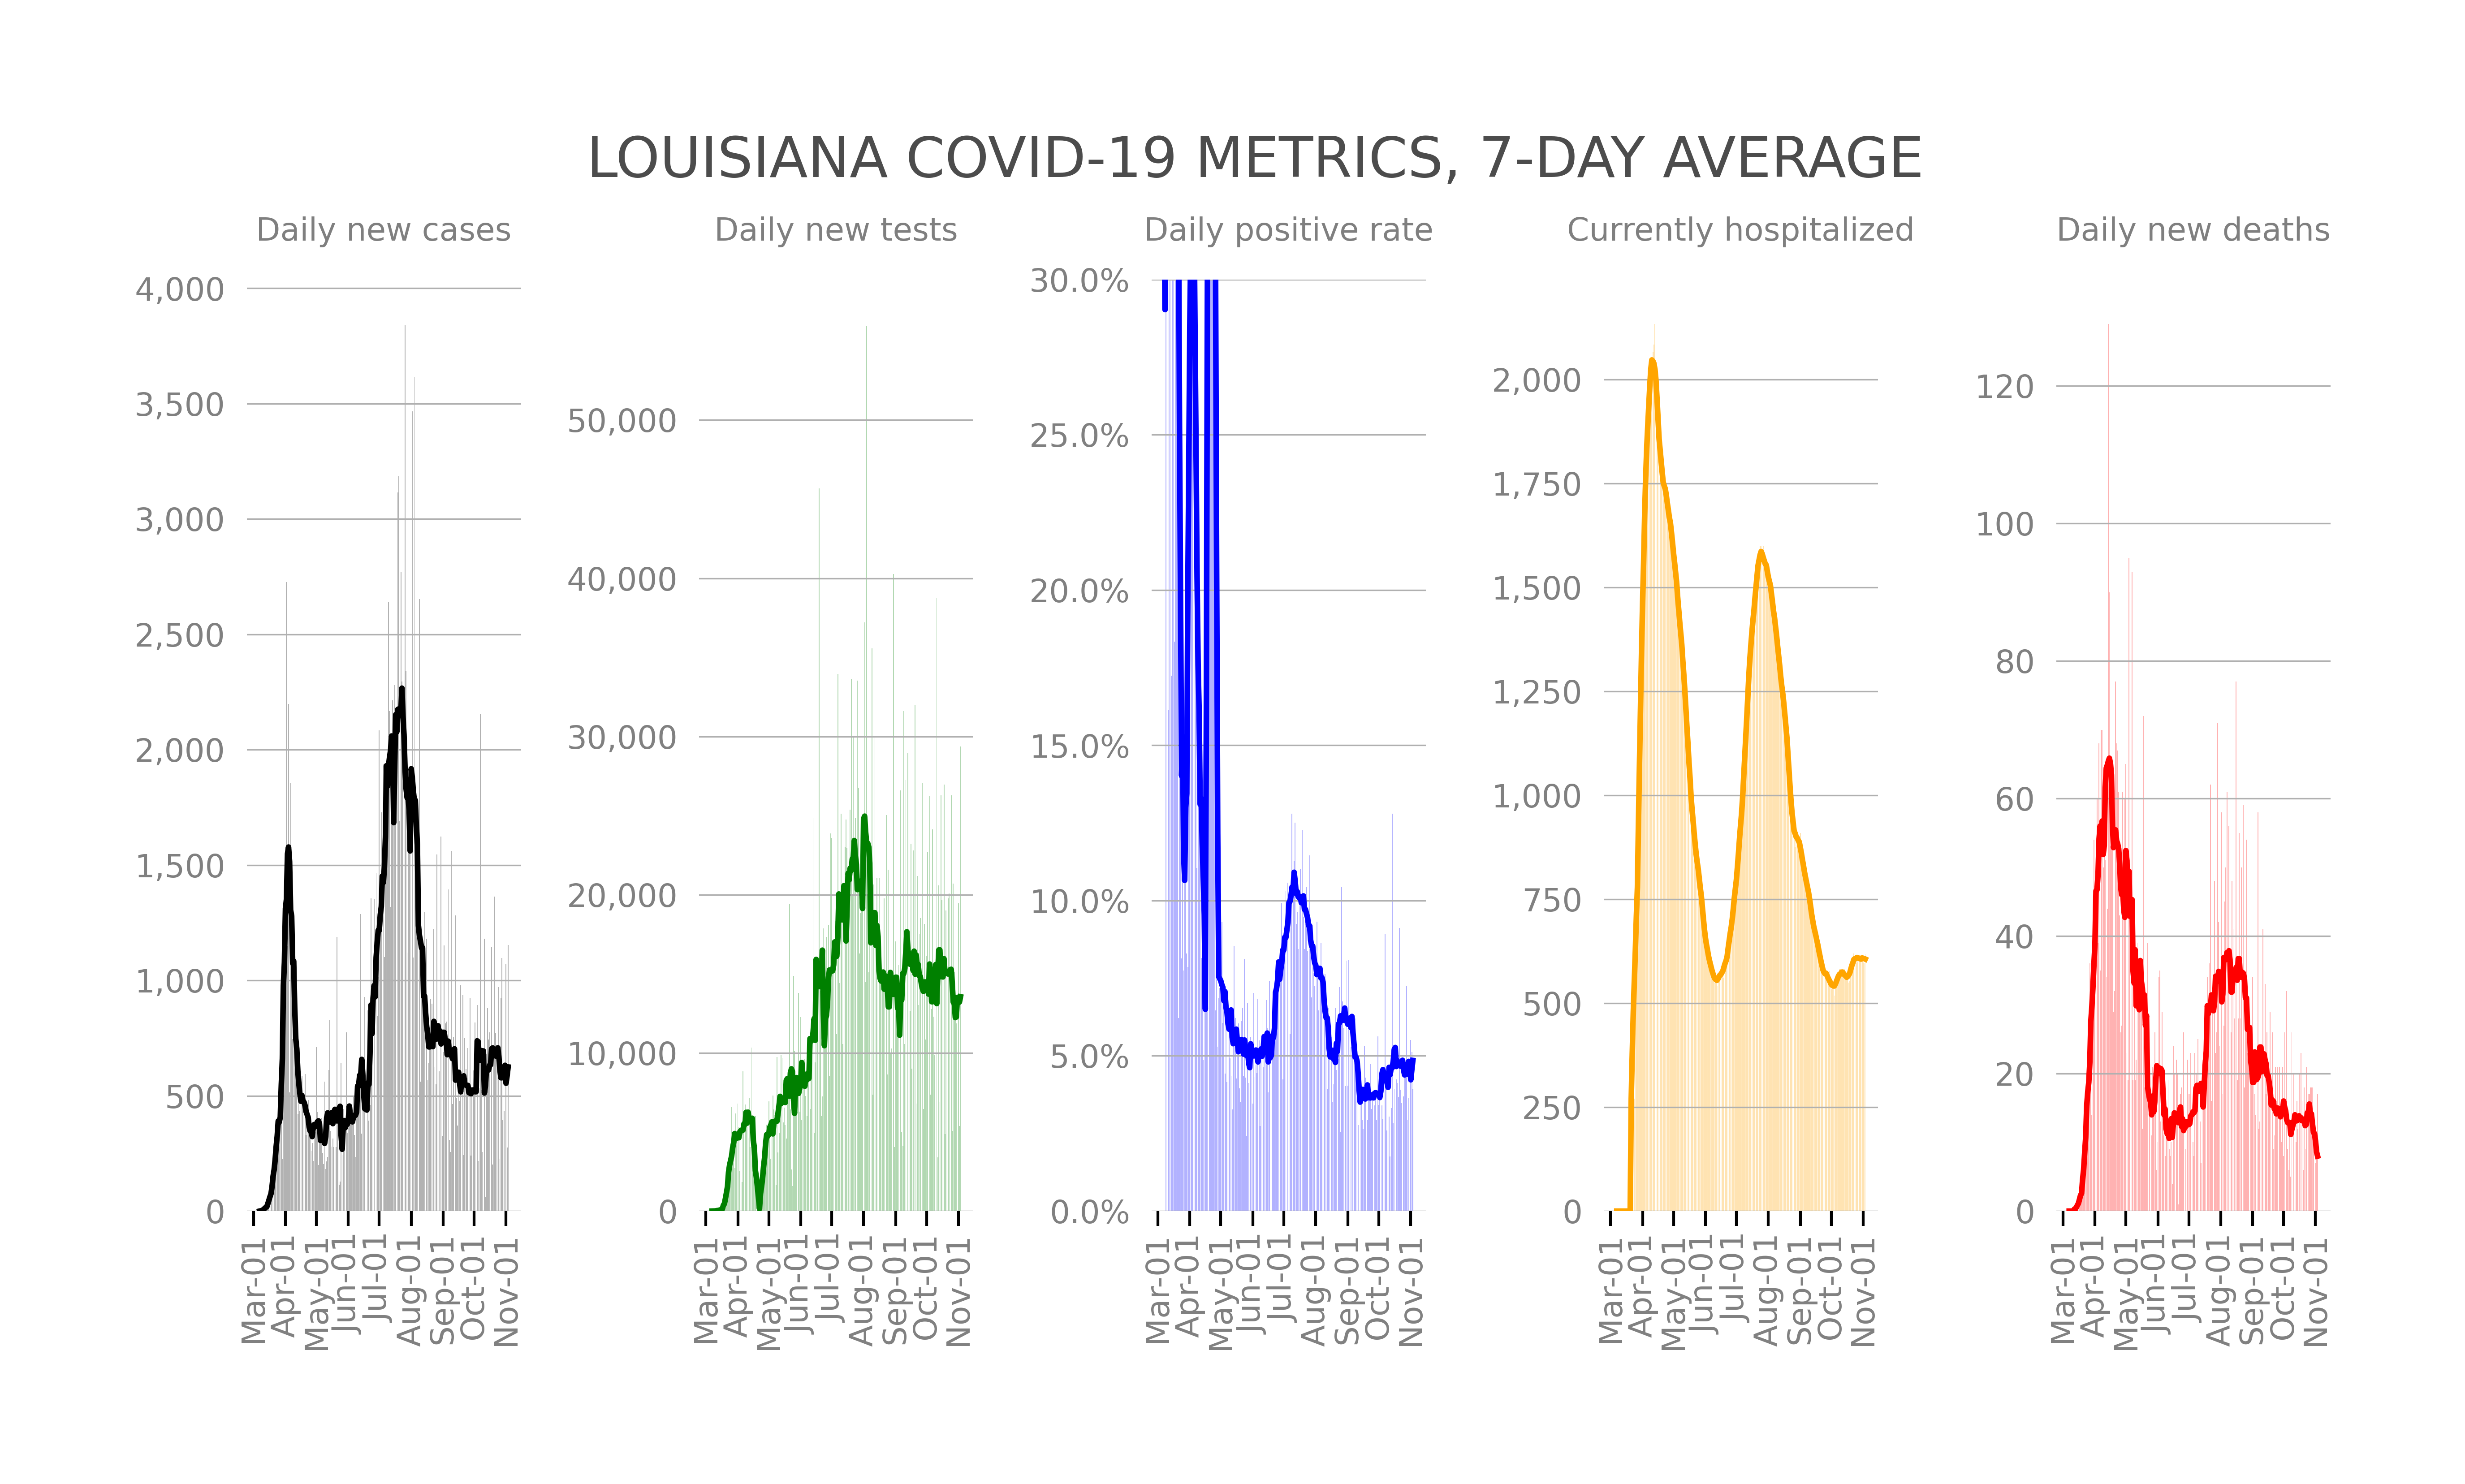 LOUISIANA COVID-19 METRICS, 7-DAY AVERAGE
Daily new cases
4,000
3,500
3,000
2,500
2,000
1,500
1,000
500
0
Mar-01
Apr-01
May-01
Jun-01
Jul-01
Aug-01
Sep-01
Oct-01
Nov-01
Daily new tests
50,000
40,000
30,000
20,000
10,000
0
Mar-01
Apr-01
May-01
Jun-01
Jul-01
Aug-01
Sep-01
Oct-01
Nov-01
Daily positive rate
30.0%
25.0%
20.0%
15.0%
10.0%
5.0%
0.0%
Mar-01
Apr-01
May-01
Jun-01
Jul-01
Aug-01
Sep-01
Oct-01
Nov-01
Currently hospitalized
2,000
1,750
1,500
1,250
1,000
750
500
250
0
Mar-01
Apr-01
May-01
Jun-01
Jul-01
Aug-01
Sep-01
Oct-01
Nov-01
Daily new deaths
120
100
80
60
40
20
0
Mar-01
Apr-01
May-01
Jun-01
Jul-01
Aug-01
Sep-01
Oct-01
Nov-01